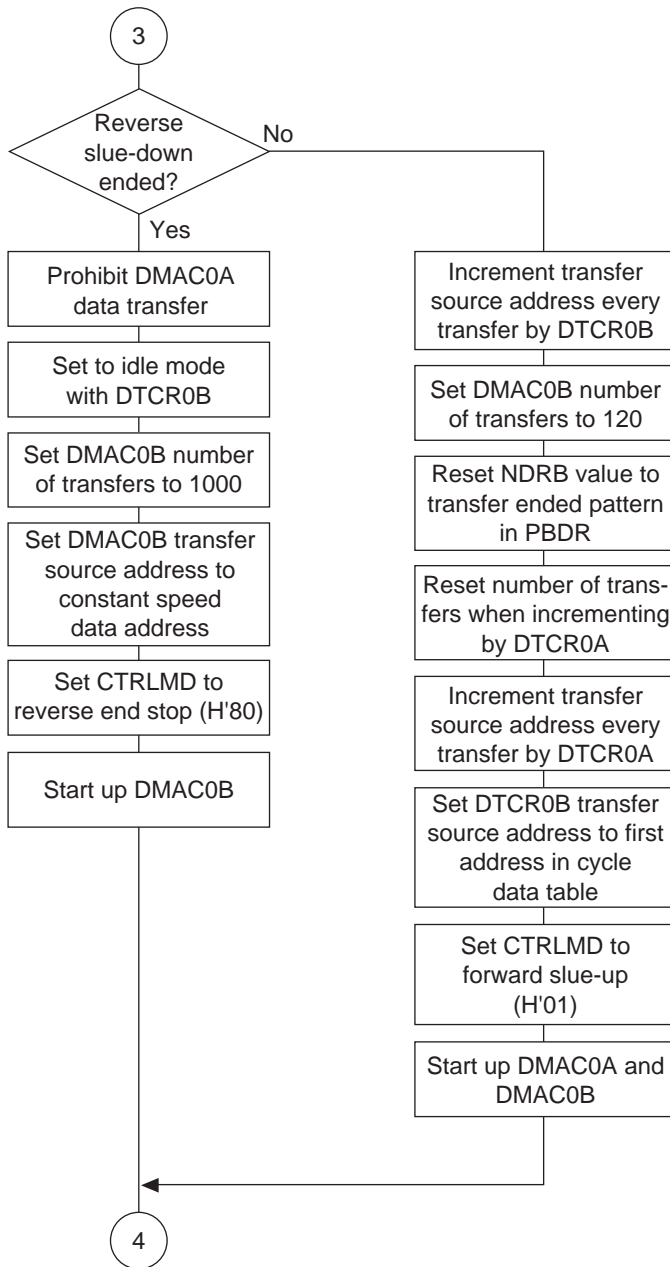 3
Reverse
slue-down
ended?
No
Yes
Prohibit DMAC0A
data transfer
Set to idle mode
with DTCR0B
Set DMAC0B number
of transfers to 1000
Set DMAC0B transfer
source address to
constant speed
data address
Set CTRLMD to
reverse end stop (H'80)
Start up DMAC0B
Increment transfer
source address every
transfer by DTCR0B
Set DMAC0B number
of transfers to 120
Reset NDRB value to
transfer ended pattern
in PBDR
Reset number of trans-
fers when incrementing
by DTCR0A
Increment transfer
source address every
transfer by DTCR0A
Set DTCR0B transfer
source address to first
address in cycle
data table
Set CTRLMD to
forward slue-up
(H'01)
Start up DMAC0A and
DMAC0B
4